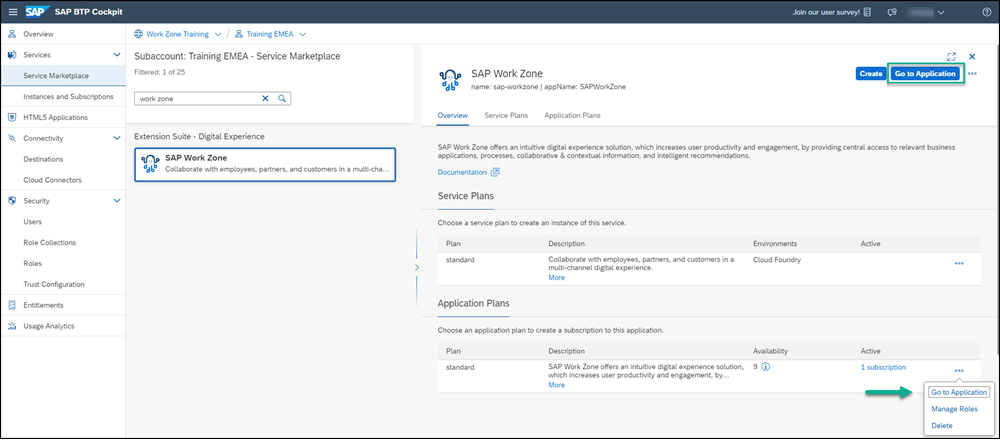 SAP SAP BTP Cockpit
Join our user survey!
Overview
Services
Service Marketplace
Instances and Subscriptions
HTML5 Applications
Connectivity
Destinations
Cloud Connectors
Security
Users
Role Collections
Roles
Trust Configuration
Entitlements
Usage Analytics
Work Zone Training / Training EMEA
Subaccount: Training EMEA - Service Marketplace
Filtered: 1 of 25
work zone
Extension Suite - Digital Experience
SAP Work Zone
Collaborate with employees, partners, and customers in a multi-cha...
SAP Work Zone
name: sap-workzone | appName: SAPWorkZone
Create Go to Application
Overview Service Plans Application Plans
SAP Work Zone offers an intuitive digital experience solution, which increases user productivity and engagement, by providing central access to relevant business
applications, processes, collaborative & contextual information, and intelligent recommendations.
Documentation
Service Plans
Choose a service plan to create an instance of this service.
Plan Description Environments Active
standard Collaborate with employees, partners, and customers in a Cloud Foundry
multi-channel digital experience.
More
Application Plans
Choose an application plan to create a subscription to this application.
Plan Description Availability Active
standard SAP Work Zone offers an intuitive digital experience solution, 9 1 subscription
which increases user productivity and engagement, by...
More
Go to Application
Manage Roles
Delete